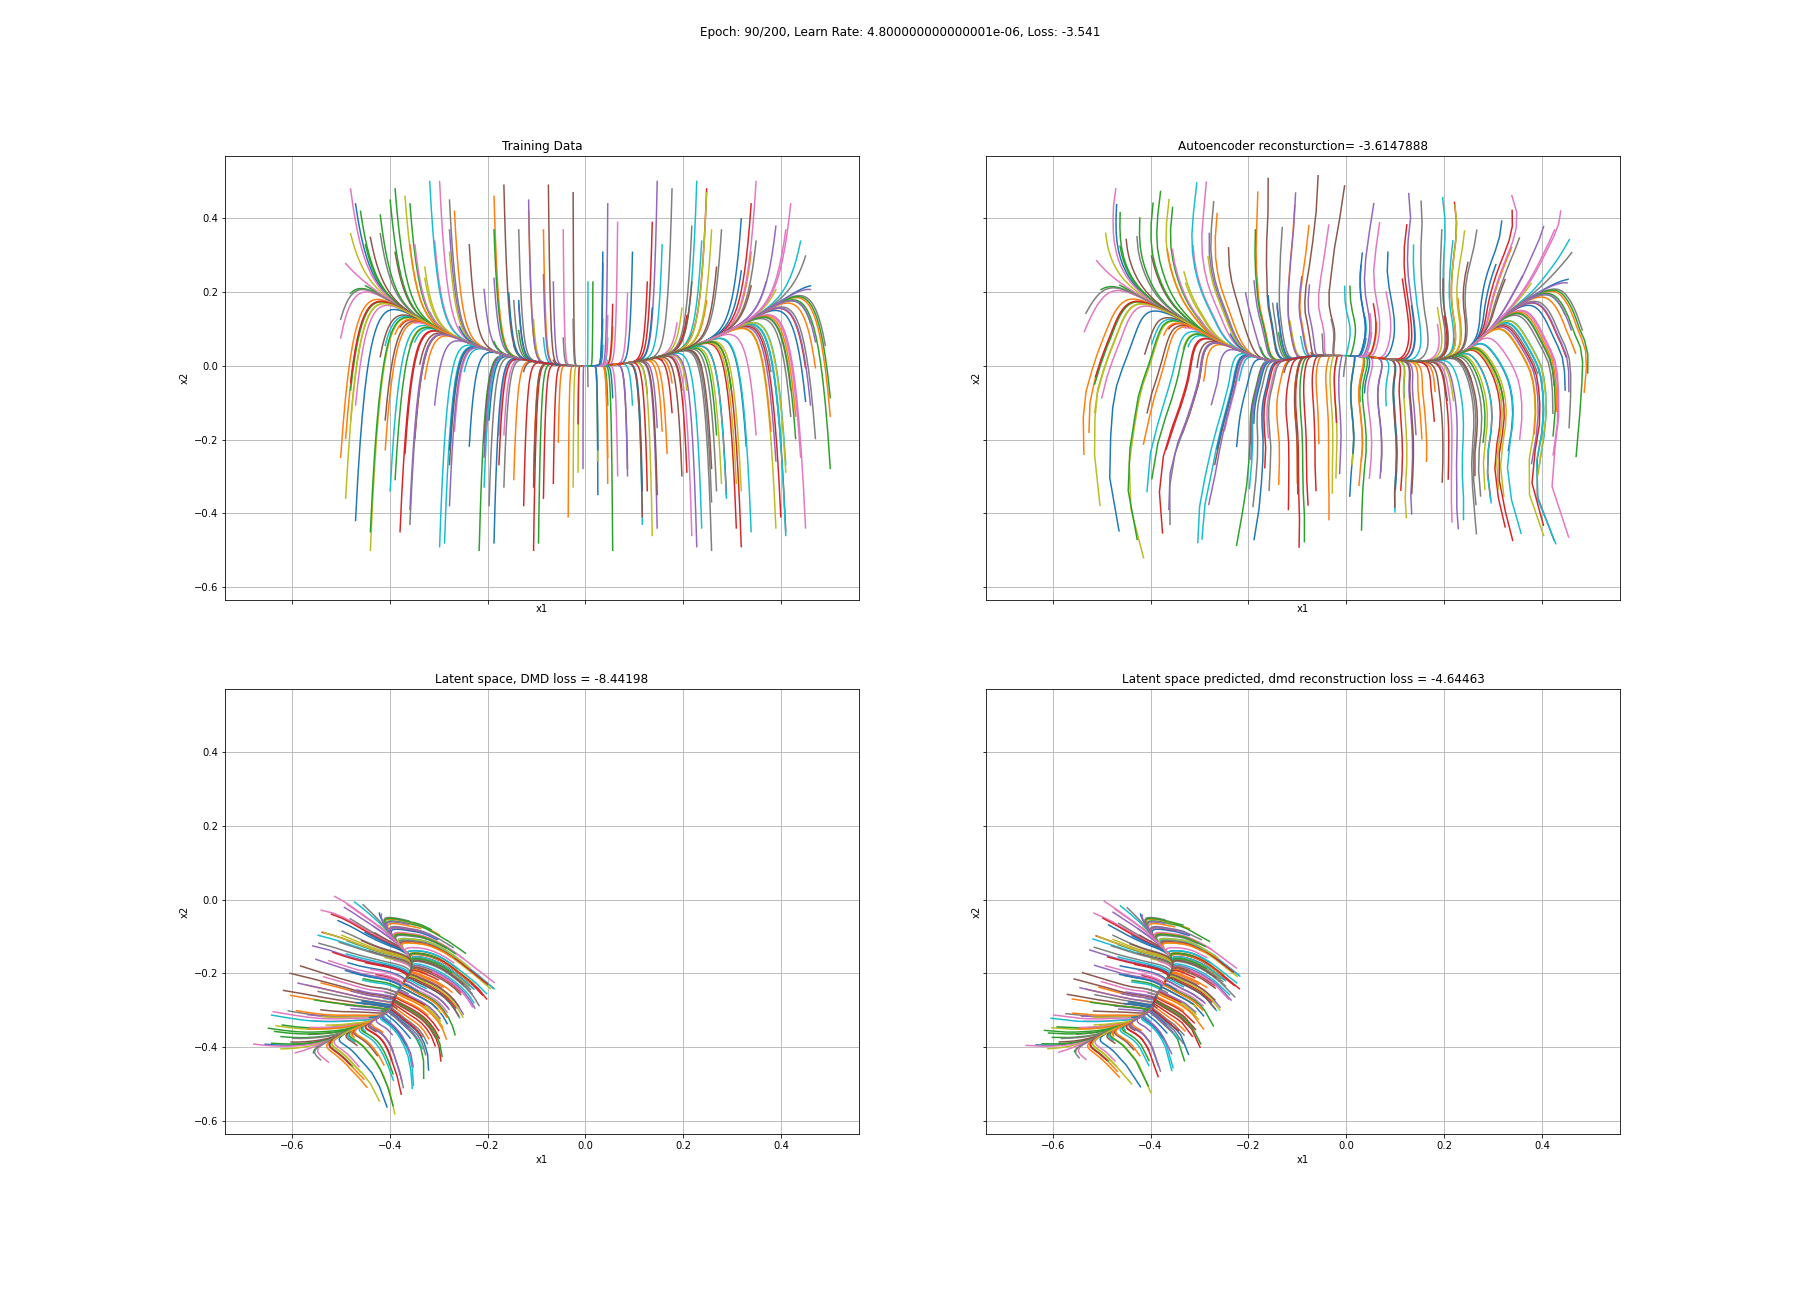 Epoch: 90/200, Learn Rate: 4.800000000000001e-06, Loss: -3.541
Training Data
Autoencoder reconsturction= -3.6147888
0.4
0.2
0.0
−0.2
−0.4
−0.6
x2
x1
x2
x1
Latent space, DMD loss = -8.44198
Latent space predicted, dmd reconstruction loss = -4.64463
0.4
0.2
0.0
−0.2
−0.4
−0.6
x2
−0.6 −0.4 −0.2 0.0 0.2 0.4
x1
x2
−0.6 −0.4 −0.2 0.0 0.2 0.4
x1